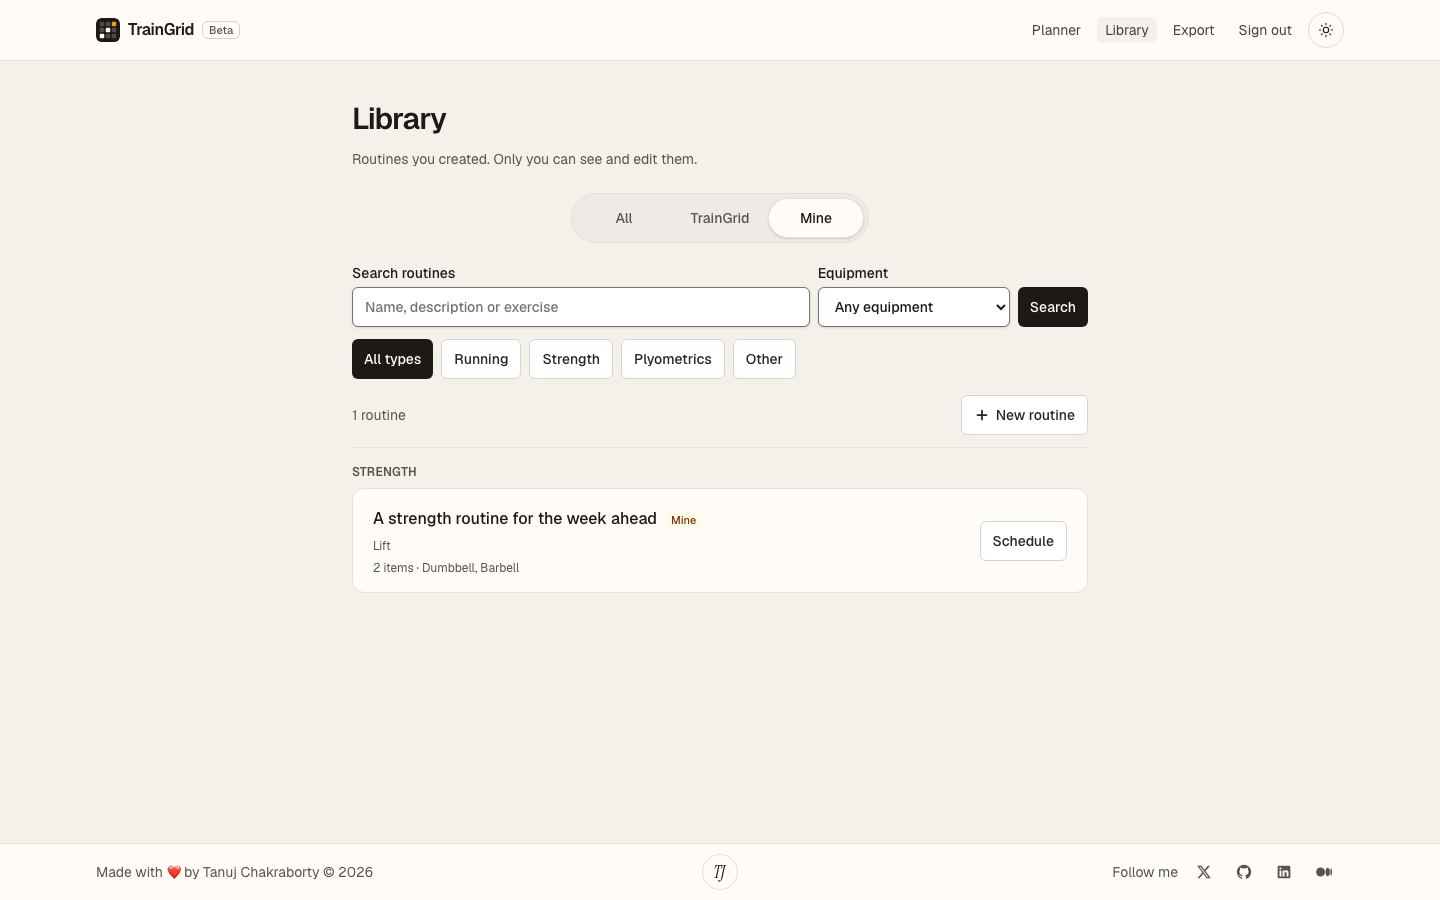 TrainGrid Beta
Planner Library Export Sign out
Library
Routines you created. Only you can see and edit them.
All TrainGrid Mine
Search routines
Equipment
Name, description or exercise
Any equipment
Search
All types Running Strength Plyometrics Other
1 routine
+ New routine
STRENGTH
A strength routine for the week ahead Mine
Lift
2 items · Dumbbell, Barbell
Schedule
Made with ❤️ by Tanuj Chakraborty © 2026
TJ
Follow me